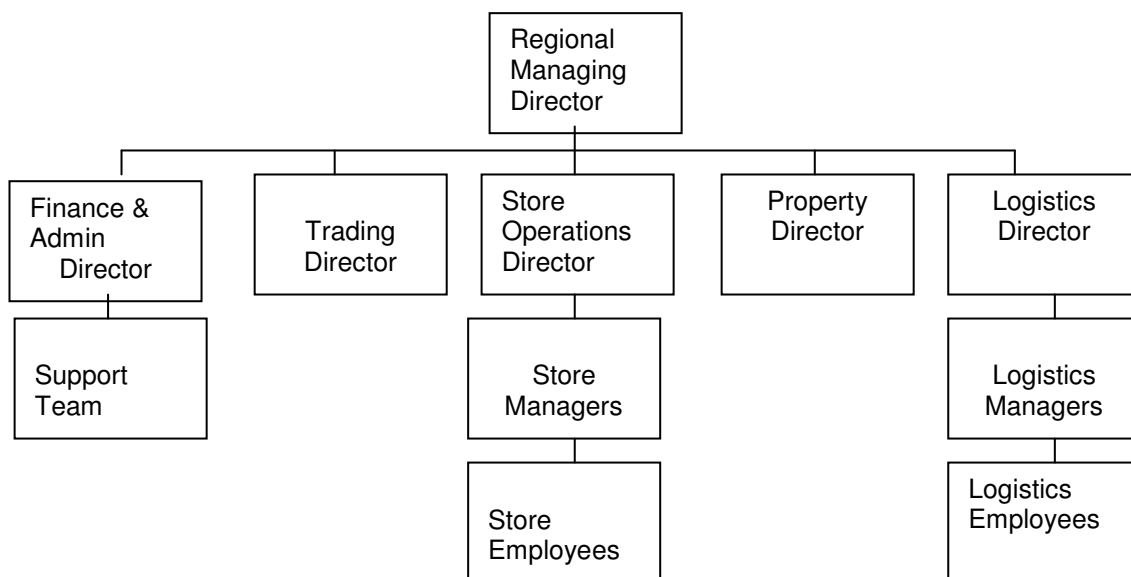 Regional
Managing
Director
Finance &
Admin
Director
Trading
Director
Store
Operations
Director
Property
Director
Logistics
Director
Support
Team
Store
Managers
Logistics
Managers
Store
Employees
Logistics
Employees